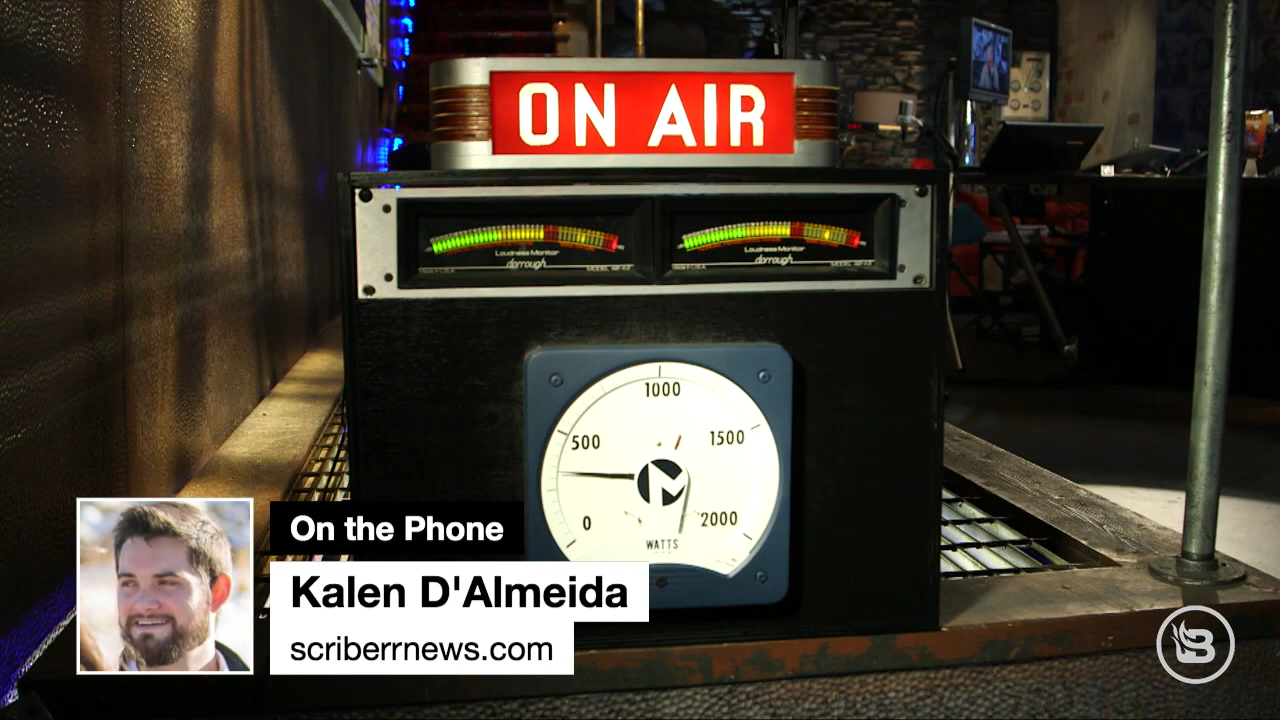 ON AIR
Loudness Monitor
dorrough
Loudness Monitor
dorrough
1000
500
1500
0
2000
WATTS
On the Phone
Kalen D'Almeida
scriberrnews.com